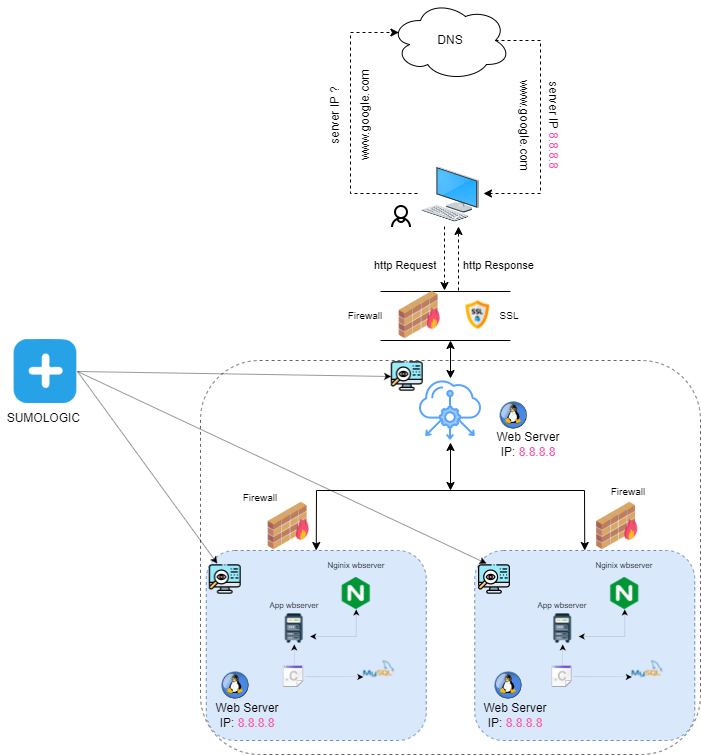 DNS
server IP ?
www.google.com
server IP 8.8.8.8
www.google.com
http Request
http Response
Firewall
SSL
SSL
SUMOLOGIC
Web Server
IP: 8.8.8.8
Firewall
Firewall
Nginix wbserver
N
App wbserver
.C
MySQL
Web Server
IP: 8.8.8.8
Nginix wbserver
N
App wbserver
.C
MySQL
Web Server
IP: 8.8.8.8